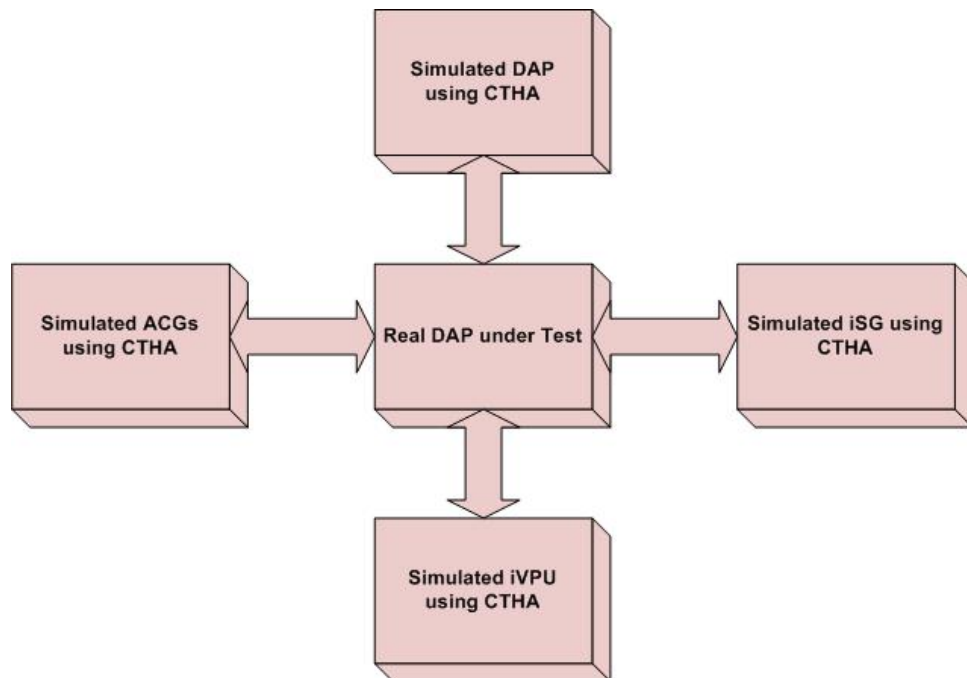 Simulated DAP
using CTHA
Simulated ACGs
using CTHA
Real DAP under Test
Simulated iSG using
CTHA
Simulated iVPU
using CTHA